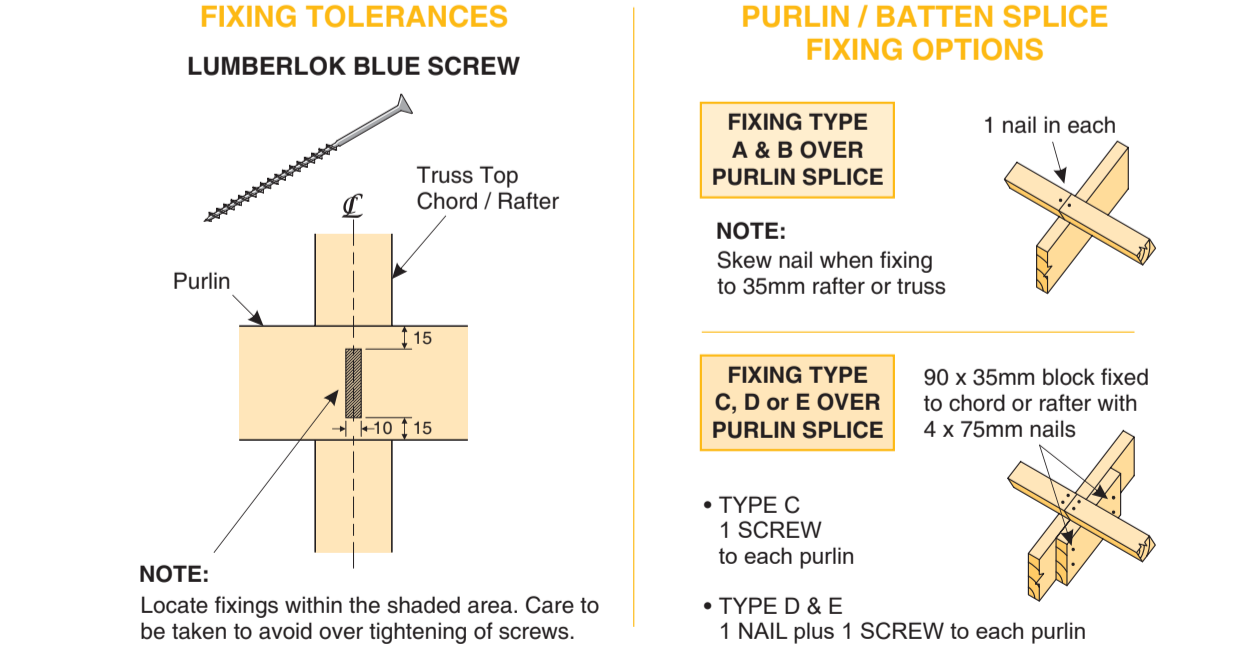 FIXING TOLERANCES
LUMBERLOK BLUE SCREW
Truss Top
Chord / Rafter
℄
Purlin
15
10
15
NOTE:
Locate fixings within the shaded area. Care to
be taken to avoid over tightening of screws.
PURLIN / BATTEN SPLICE
FIXING OPTIONS
FIXING TYPE
A & B OVER
PURLIN SPLICE
1 nail in each
NOTE:
Skew nail when fixing
to 35mm rafter or truss
FIXING TYPE
C, D or E OVER
PURLIN SPLICE
90 x 35mm block fixed
to chord or rafter with
4 x 75mm nails
• TYPE C
1 SCREW
to each purlin
• TYPE D & E
1 NAIL plus 1 SCREW to each purlin